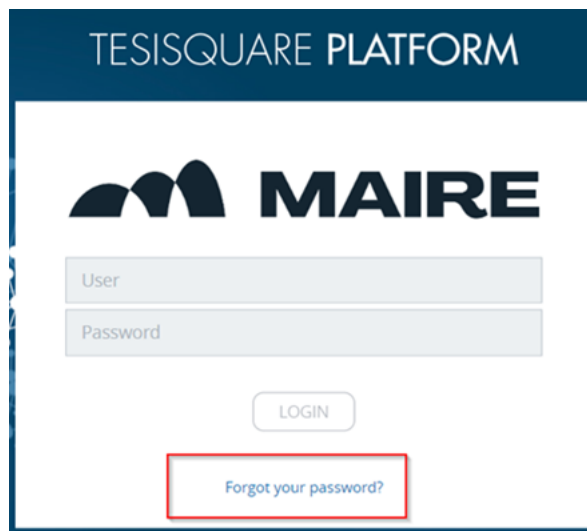 TESISQUARE PLATFORM
MAIRE
User
Password
LOGIN
Forgot your password?